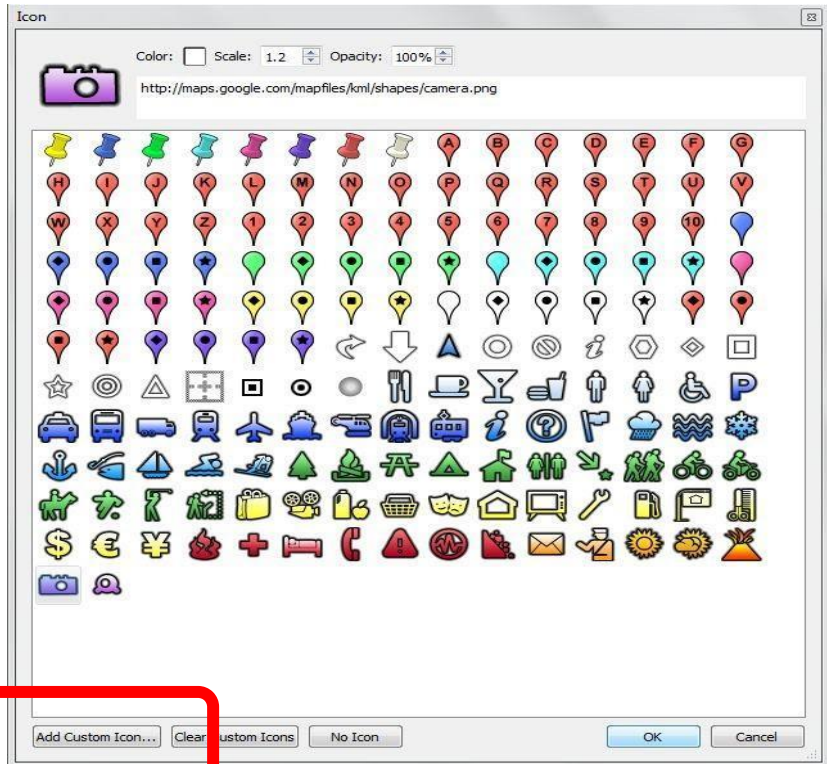 Icon
Color: Scale: 1.2 Opacity: 100%
http://maps.google.com/mapfiles/kml/shapes/camera.png
A B C D E F G
H I J K L M N O P Q R S T U V
W X Y Z 1 2 3 4 5 6 7 8 9 10
i
P
i ?
$ € ¥ !
Add Custom Icon... Clear Custom Icons No Icon OK Cancel